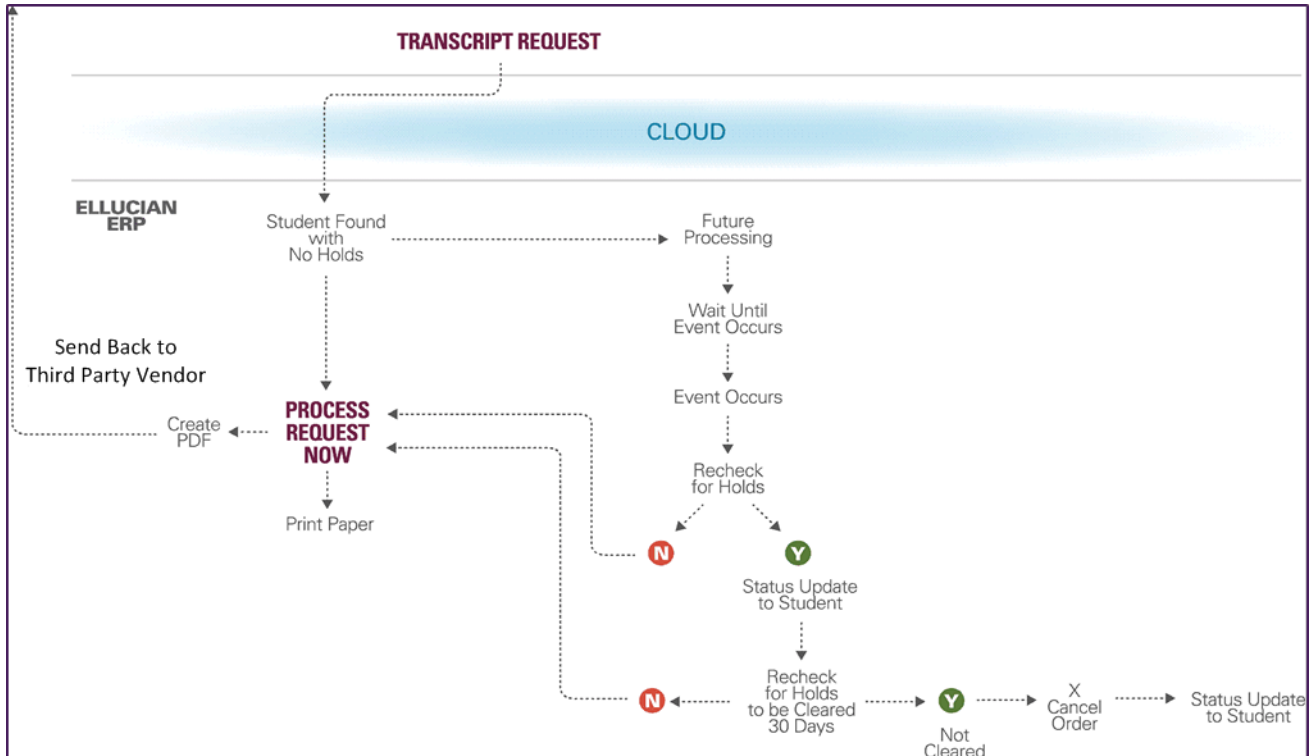 TRANSCRIPT REQUEST
CLOUD
ELLUCIAN
ERP
Student Found
with
No Holds
Future
Processing
Wait Until
Event Occurs
Send Back to
Third Party Vendor
Event Occurs
Create
PDF
PROCESS
REQUEST
NOW
Recheck
for Holds
Print Paper
N
Y
Status Update
to Student
N
Recheck
for Holds
to be Cleared
30 Days
Y
Not
Cleared
X
Cancel
Order
Status Update
to Student